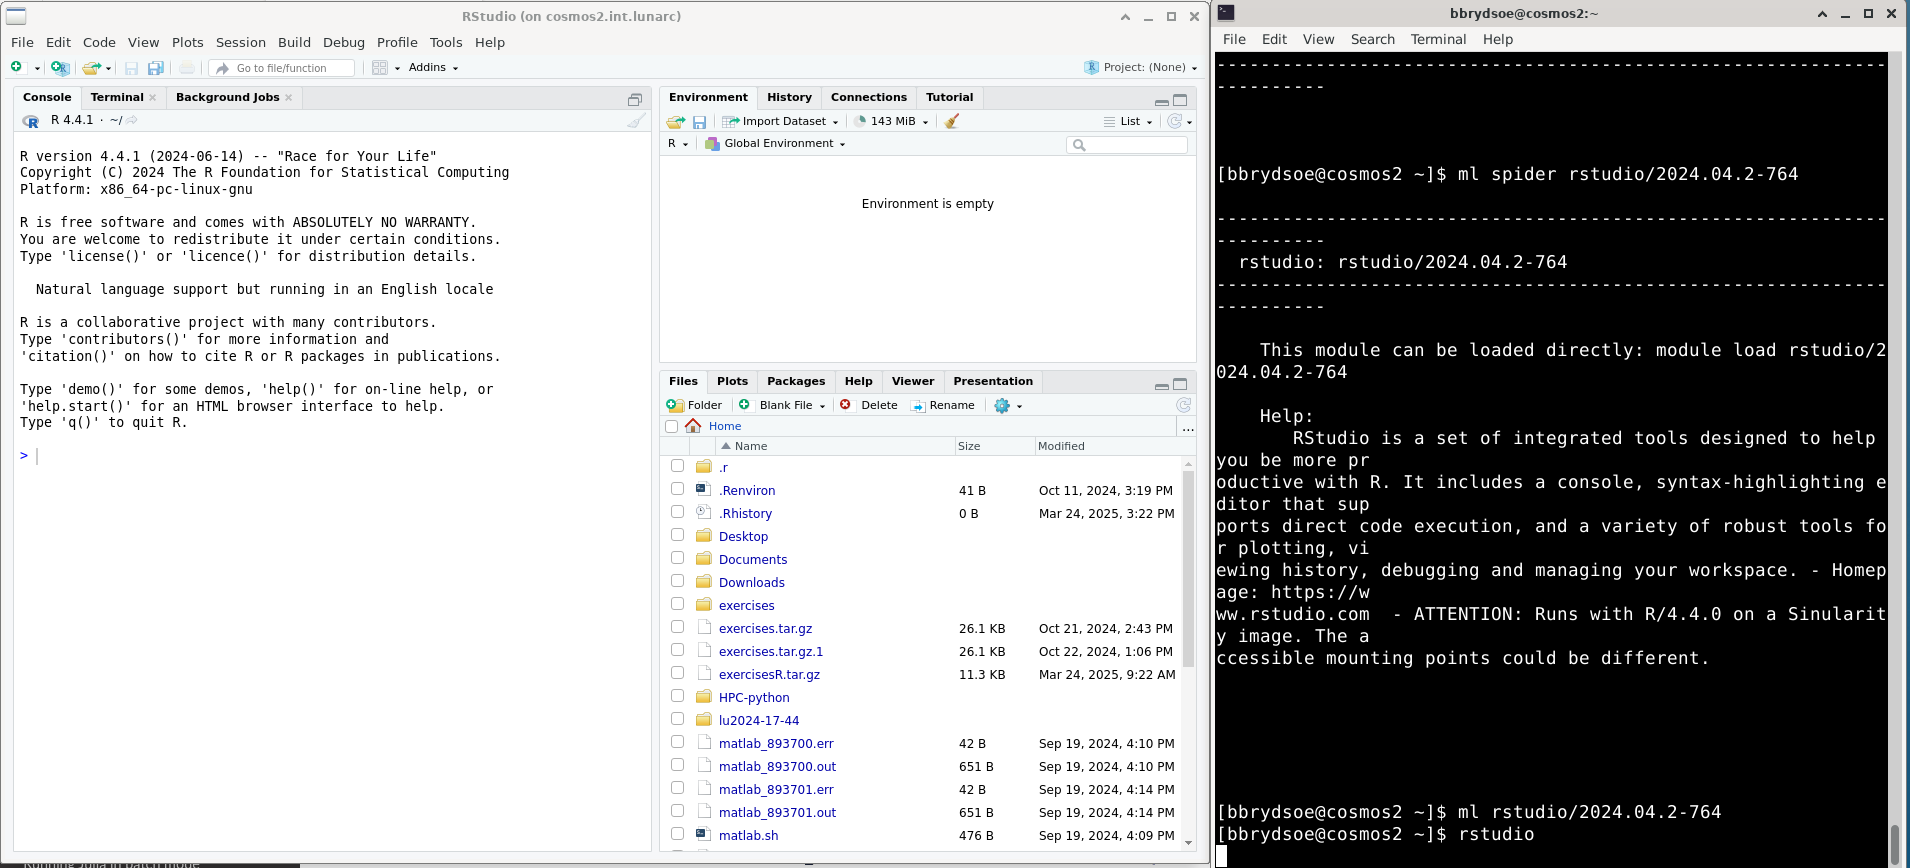 RStudio (on cosmos2.int.lunarc)
File Edit Code View Plots Session Build Debug Profile Tools Help
Go to file/function
Addins
Project: (None)
Console Terminal Background Jobs
R 4.4.1 · ~/
R version 4.4.1 (2024-06-14) -- "Race for Your Life"
Copyright (C) 2024 The R Foundation for Statistical Computing
Platform: x86_64-pc-linux-gnu
R is free software and comes with ABSOLUTELY NO WARRANTY.
You are welcome to redistribute it under certain conditions.
Type 'license()' or 'licence()' for distribution details.
Natural language support but running in an English locale
R is a collaborative project with many contributors.
Type 'contributors()' for more information and
'citation()' on how to cite R or R packages in publications.
Type 'demo()' for some demos, 'help()' for on-line help, or
'help.start()' for an HTML browser interface to help.
Type 'q()' to quit R.
>
Environment History Connections Tutorial
Import Dataset 143 MiB List
R Global Environment
Environment is empty
Files Plots Packages Help Viewer Presentation
Folder Blank File Delete Rename
Home ...
Name Size Modified
.r
.Renviron 41 B Oct 11, 2024, 3:19 PM
.Rhistory 0 B Mar 24, 2025, 3:22 PM
Desktop
Documents
Downloads
exercises
exercises.tar.gz 26.1 KB Oct 21, 2024, 2:43 PM
exercises.tar.gz.1 26.1 KB Oct 22, 2024, 1:06 PM
exercisesR.tar.gz 11.3 KB Mar 24, 2025, 9:22 AM
HPC-python
lu2024-17-44
matlab_893700.err 42 B Sep 19, 2024, 4:10 PM
matlab_893700.out 651 B Sep 19, 2024, 4:10 PM
matlab_893701.err 42 B Sep 19, 2024, 4:14 PM
matlab_893701.out 651 B Sep 19, 2024, 4:14 PM
matlab.sh 476 B Sep 19, 2024, 4:09 PM
bbrydsoe@cosmos2:~
File Edit View Search Terminal Help
-------------------------------------------------------------
----------
[bbrydsoe@cosmos2 ~]$ ml spider rstudio/2024.04.2-764
-------------------------------------------------------------
----------
rstudio: rstudio/2024.04.2-764
-------------------------------------------------------------
----------
This module can be loaded directly: module load rstudio/2
024.04.2-764
Help:
RStudio is a set of integrated tools designed to help
you be more pr
oductive with R. It includes a console, syntax-highlighting e
ditor that sup
ports direct code execution, and a variety of robust tools fo
r plotting, vi
ewing history, debugging and managing your workspace. - Homep
age: https://w
ww.rstudio.com  - ATTENTION: Runs with R/4.4.0 on a Sinularit
y image. The a
ccessible mounting points could be different.
[bbrydsoe@cosmos2 ~]$ ml rstudio/2024.04.2-764
[bbrydsoe@cosmos2 ~]$ rstudio